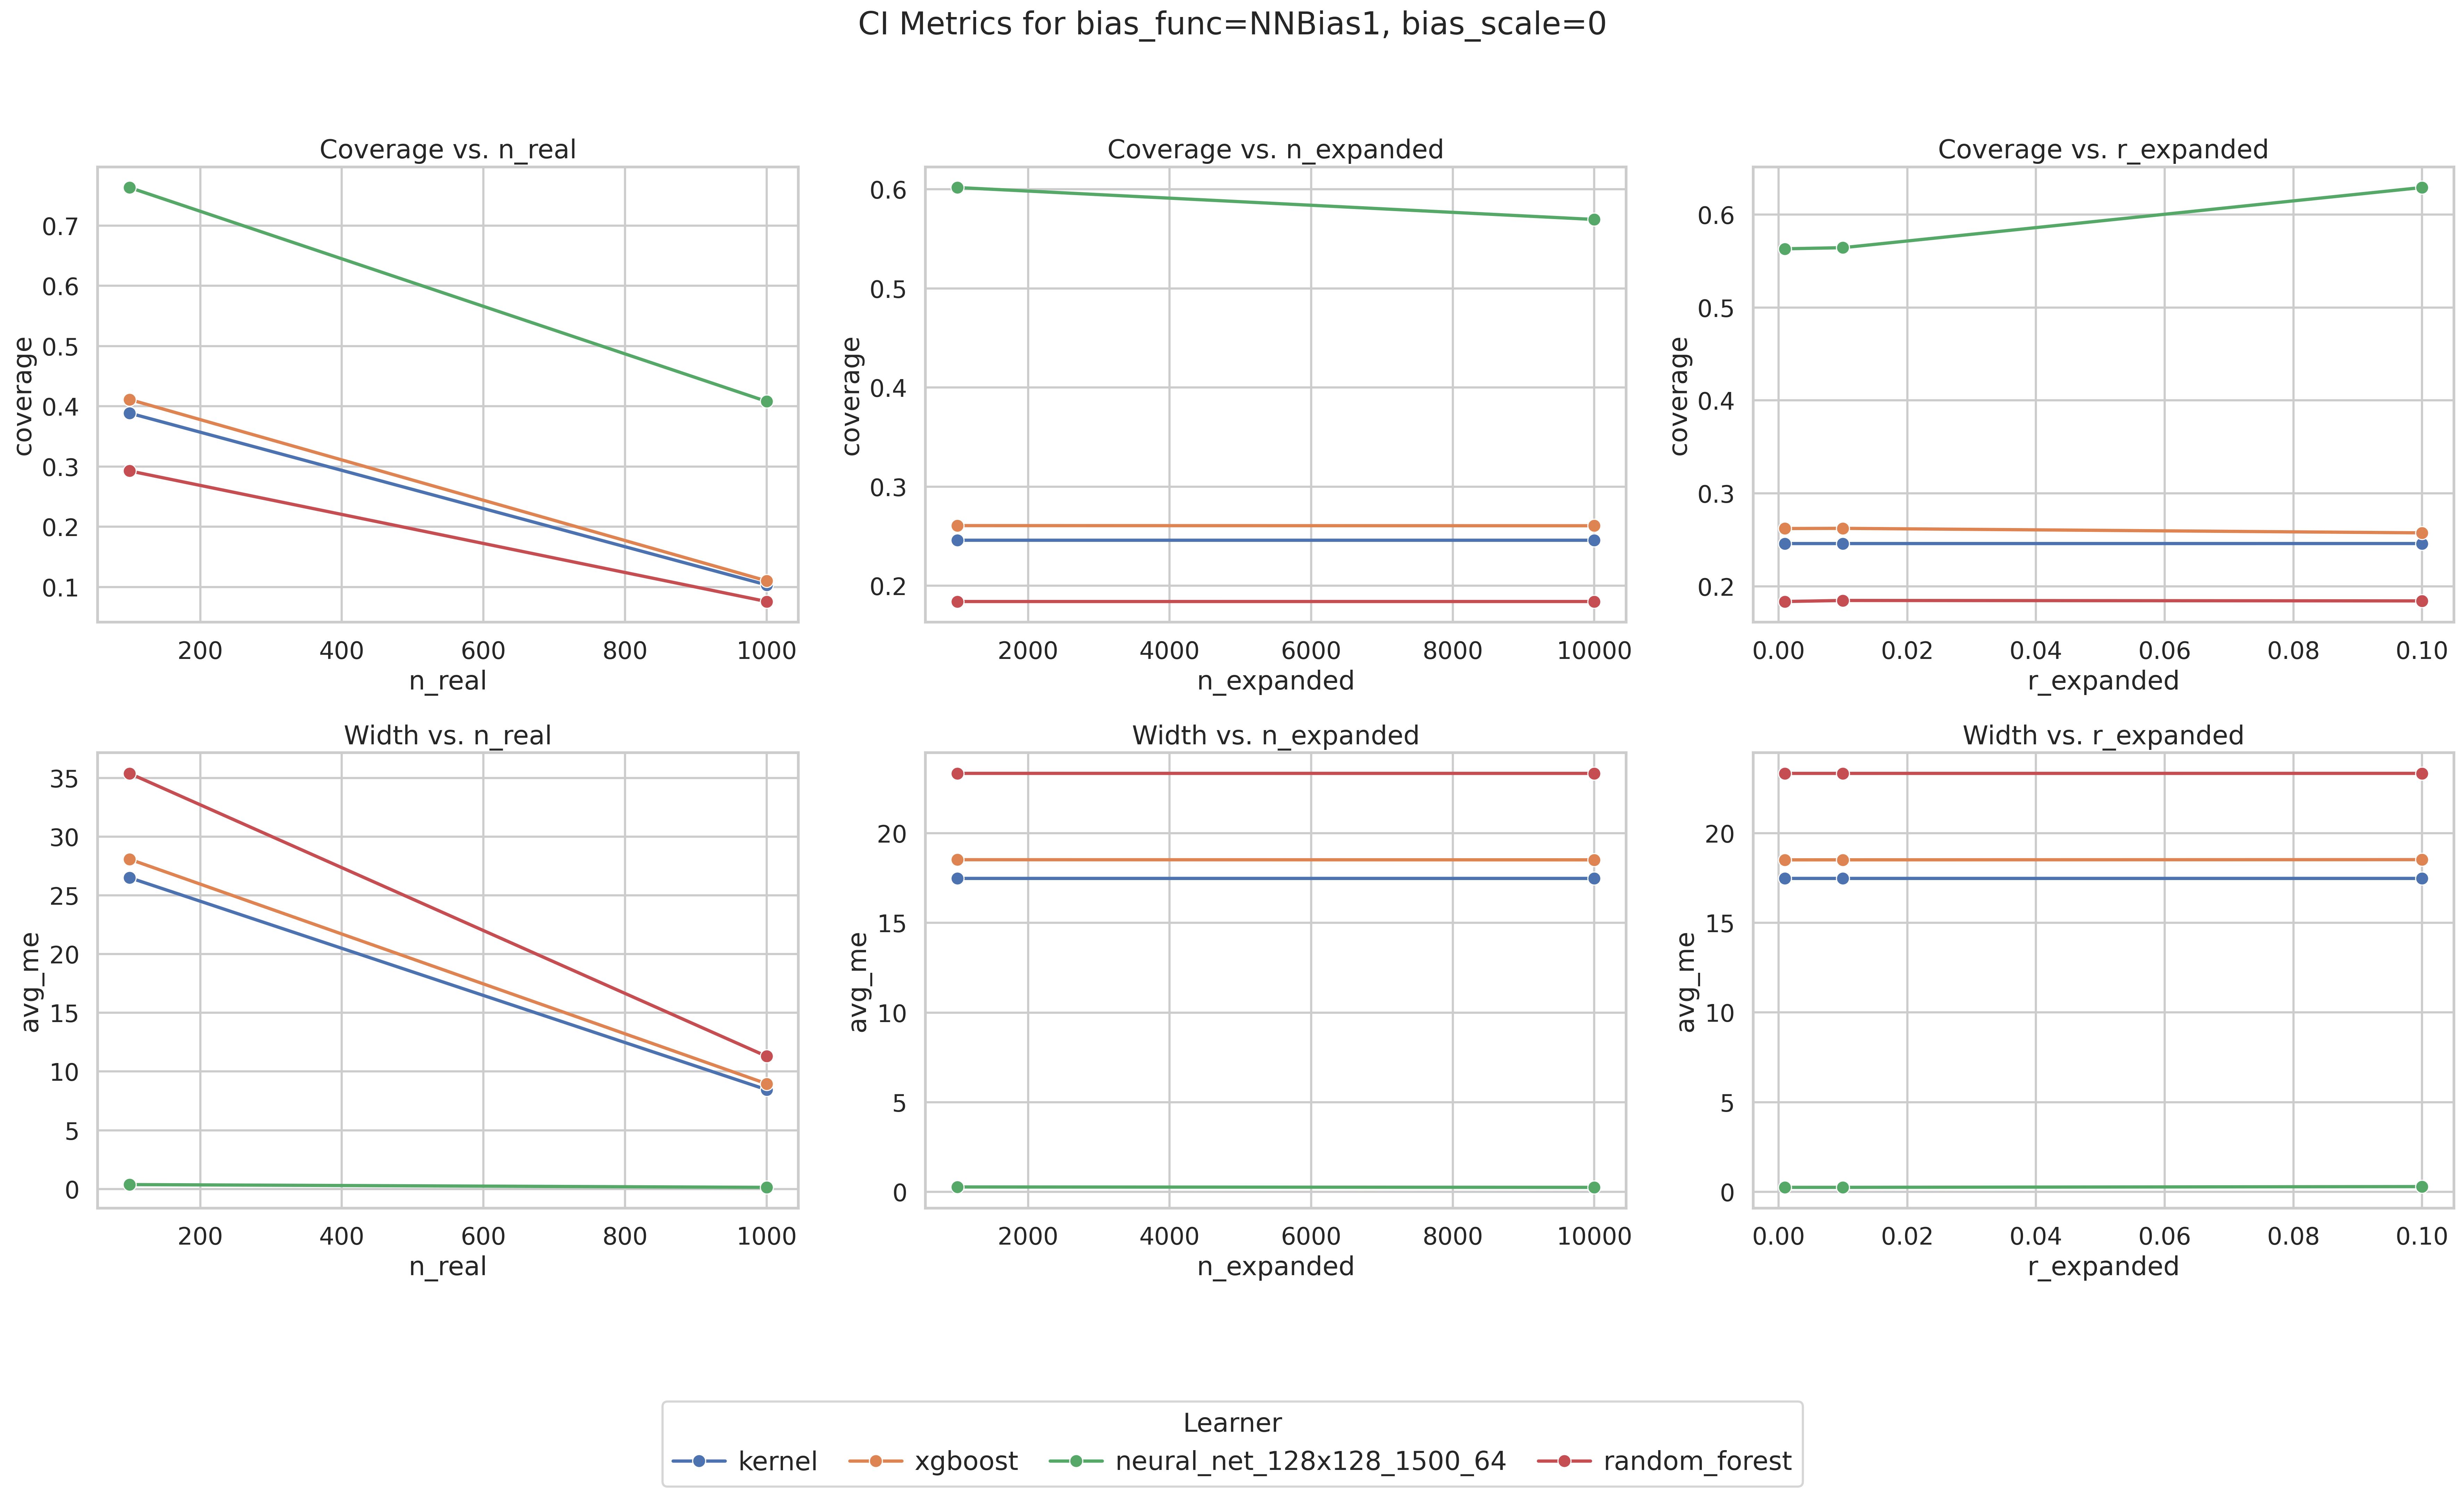 CI Metrics for bias_func=NNBias1, bias_scale=0
Coverage vs. n_real
coverage
0.7
0.6
0.5
0.4
0.3
0.2
0.1
200 400 600 800 1000
n_real
Coverage vs. n_expanded
coverage
0.6
0.5
0.4
0.3
0.2
2000 4000 6000 8000 10000
n_expanded
Coverage vs. r_expanded
coverage
0.6
0.5
0.4
0.3
0.2
0.00 0.02 0.04 0.06 0.08 0.10
r_expanded
Width vs. n_real
avg_me
35
30
25
20
15
10
5
0
200 400 600 800 1000
n_real
Width vs. n_expanded
avg_me
20
15
10
5
0
2000 4000 6000 8000 10000
n_expanded
Width vs. r_expanded
avg_me
20
15
10
5
0
0.00 0.02 0.04 0.06 0.08 0.10
r_expanded
Learner
kernel xgboost neural_net_128x128_1500_64 random_forest